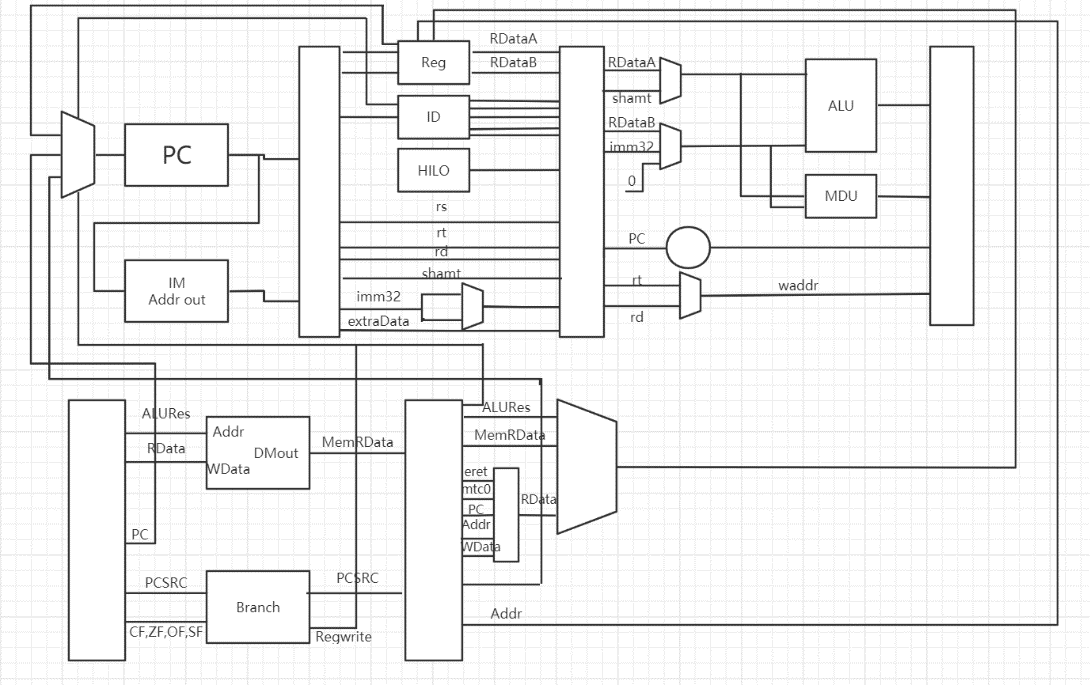 RDataA
Reg
RDataB
RDataA
shamt
ALU
ID
RDataB
PC
imm32
HILO
0
MDU
rs
rt
PC
rd
shamt
rt
IM
Addr out
imm32
waddr
extraData
rd
ALURes
ALURes
Addr
MemRData
MemRData
RData
DMout
WData
eret
mtc0
RData
PC
Addr
PC
WData
PCSRC
PCSRC
Branch
Addr
CF,ZF,OF,SF
Regwrite